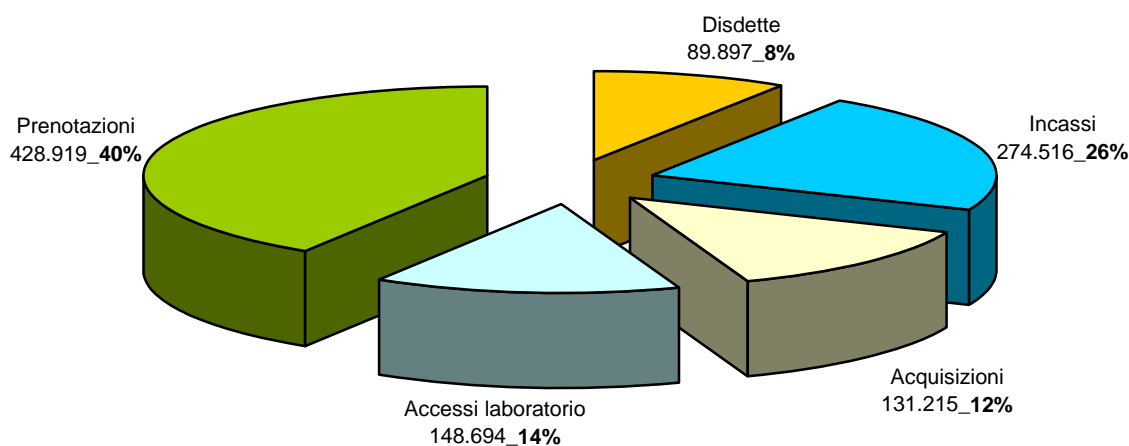 Disdette
89.897_8%
Prenotazioni
428.919_40%
Incassi
274.516_26%
Acquisizioni
131.215_12%
Accessi laboratorio
148.694_14%